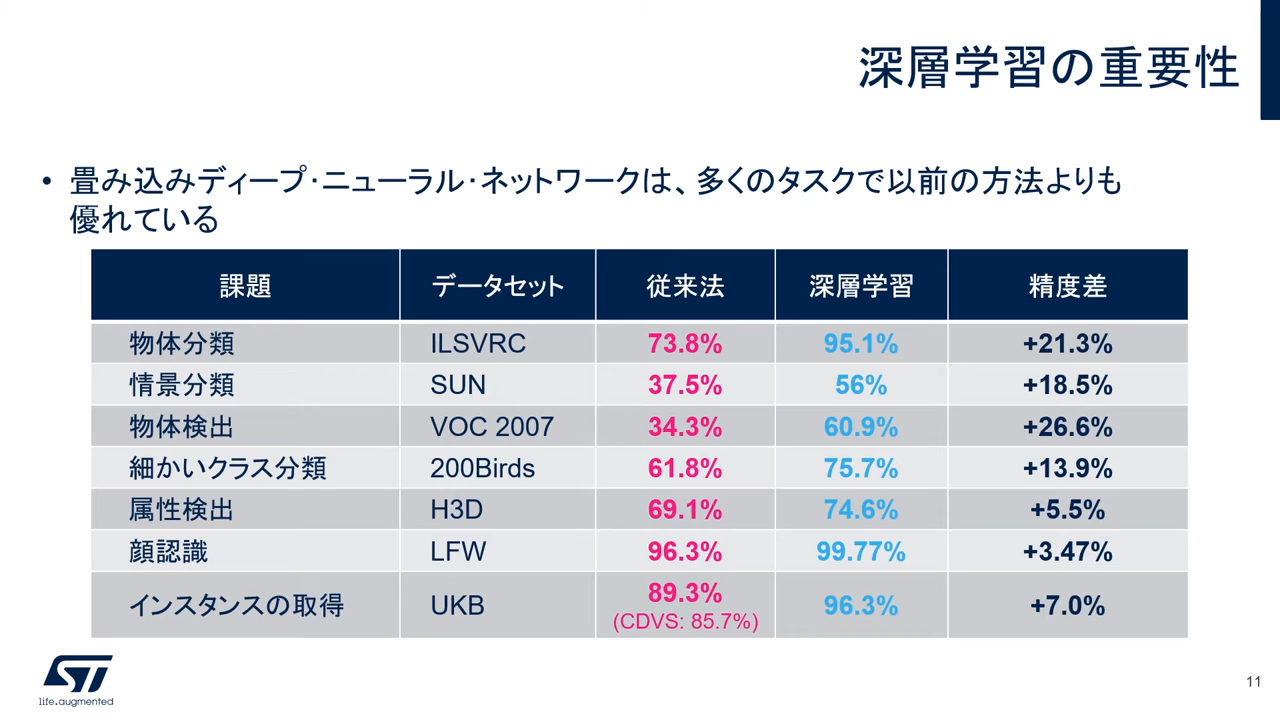 深層学習の重要性
• 畳み込みディープ・ニューラル・ネットワークは、多くのタスクで以前の方法よりも
優れている
課題 データセット 従来法 深層学習 精度差
物体分類 ILSVRC 73.8% 95.1% +21.3%
情景分類 SUN 37.5% 56% +18.5%
物体検出 VOC 2007 34.3% 60.9% +26.6%
細かいクラス分類 200Birds 61.8% 75.7% +13.9%
属性検出 H3D 69.1% 74.6% +5.5%
顔認識 LFW 96.3% 99.77% +3.47%
インスタンスの取得 UKB 89.3% 96.3% +7.0%
(CDVS: 85.7%)
ST
life.augmented
11